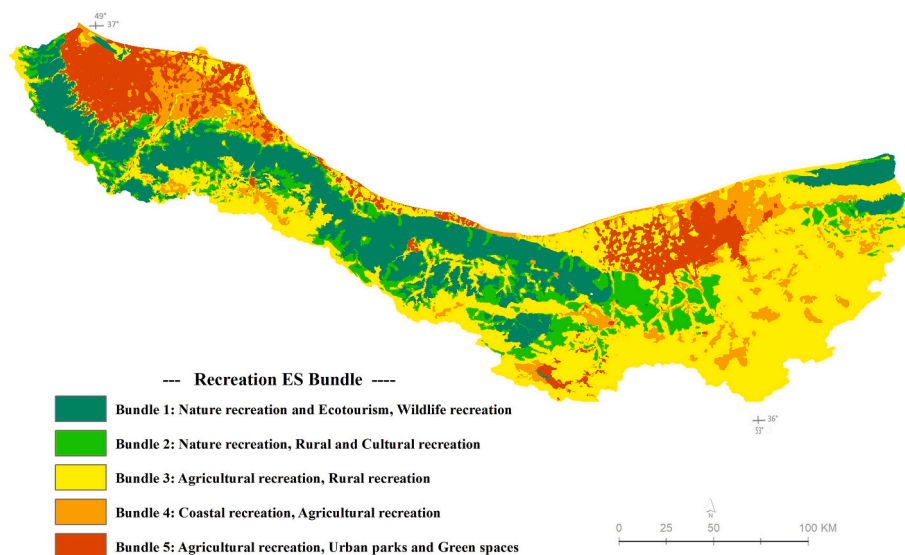 49°
37°
--- Recreation ES Bundle ----
Bundle 1: Nature recreation and Ecotourism, Wildlife recreation
Bundle 2: Nature recreation, Rural and Cultural recreation
Bundle 3: Agricultural recreation, Rural recreation
Bundle 4: Coastal recreation, Agricultural recreation
Bundle 5: Agricultural recreation, Urban parks and Green spaces
36°
53°
N
0 25 50 100 KM